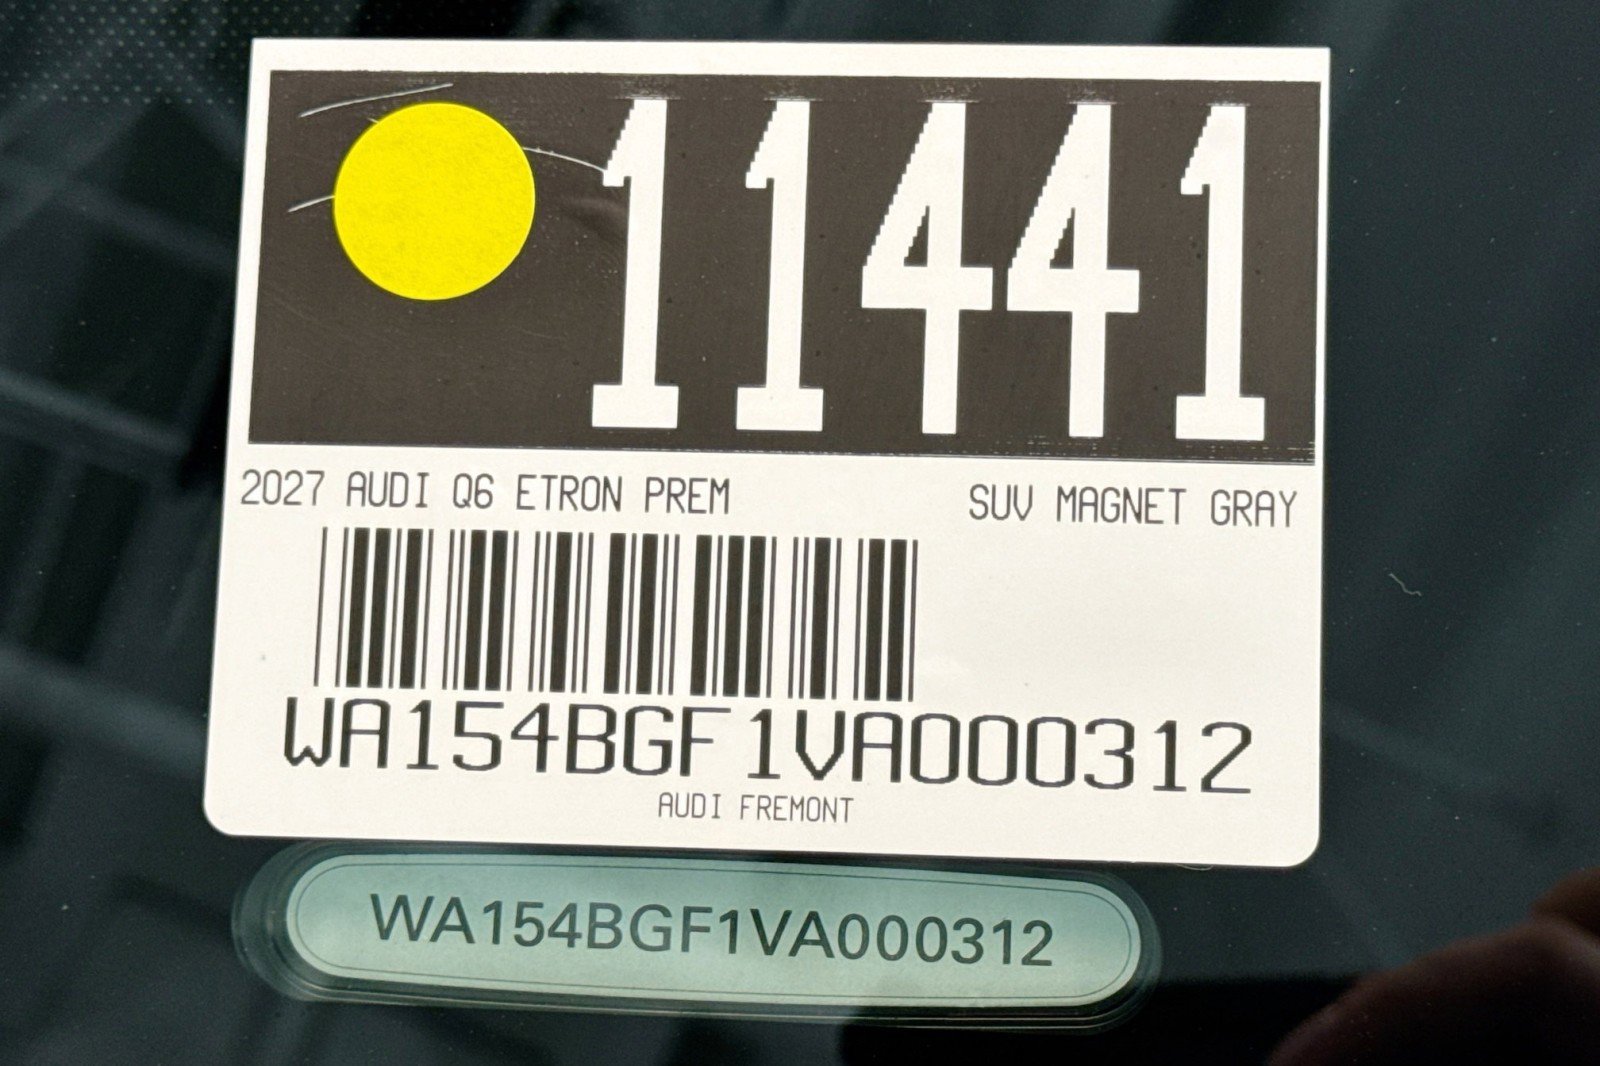 11441
2027 AUDI Q6 ETRON PREM SUV MAGNET GRAY
WA154BGF1VA000312
AUDI FREMONT
WA154BGF1VA000312